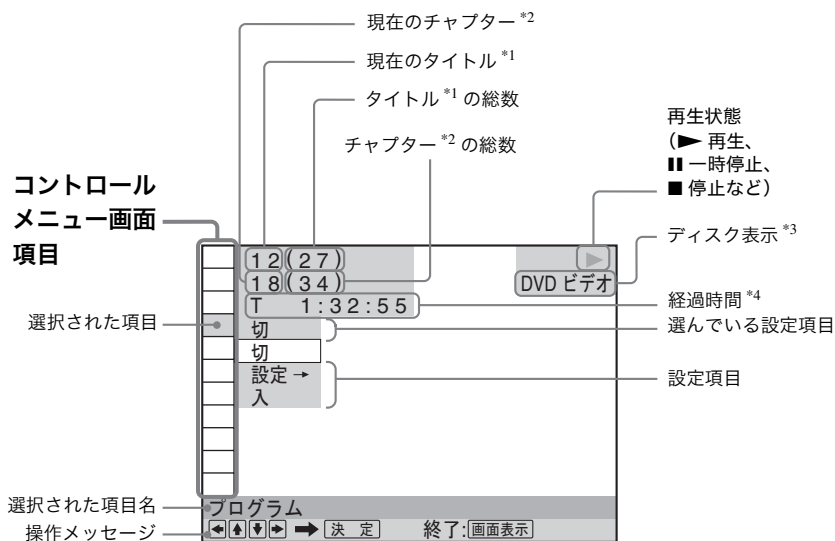 現在のチャプター *2
現在のタイトル *1
タイトル *1 の総数
チャプター *2 の総数
再生状態
（► 再生、
❚❚ 一時停止、
■ 停止など）
コントロール
メニュー画面
項目
ディスク表示 *3
12(27)
18(34)
DVD ビデオ
T 1:32:55
経過時間 *4
選択された項目
切
選んでいる設定項目
切
設定 →
入
設定項目
選択された項目名
プログラム
操作メッセージ
←↑↓→ ➡ 決 定 終了:画面表示